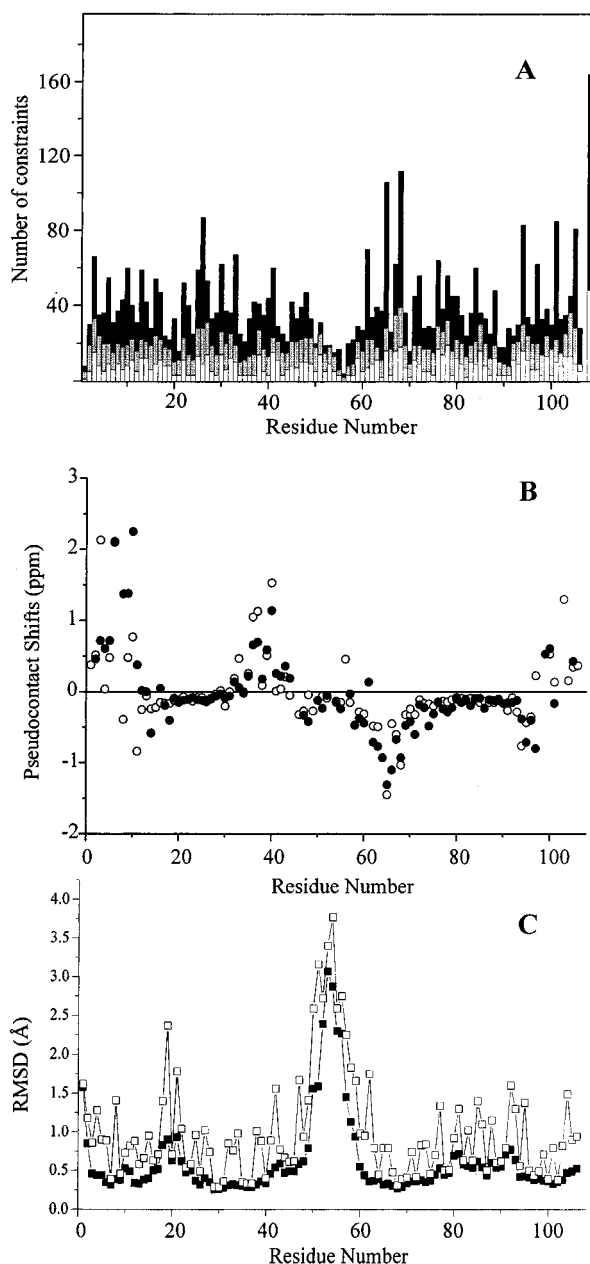 A
Number of constraints
160
120
80
40
20 40 60 80 100
Residue Number
B
Pseudocontact Shifts (ppm)
3
2
1
0
-1
-2
0 20 40 60 80 100
Residue Number
C
RMSD (Å)
4.0
3.5
3.0
2.5
2.0
1.5
1.0
0.5
0.0
0 20 40 60 80 100
Residue Number